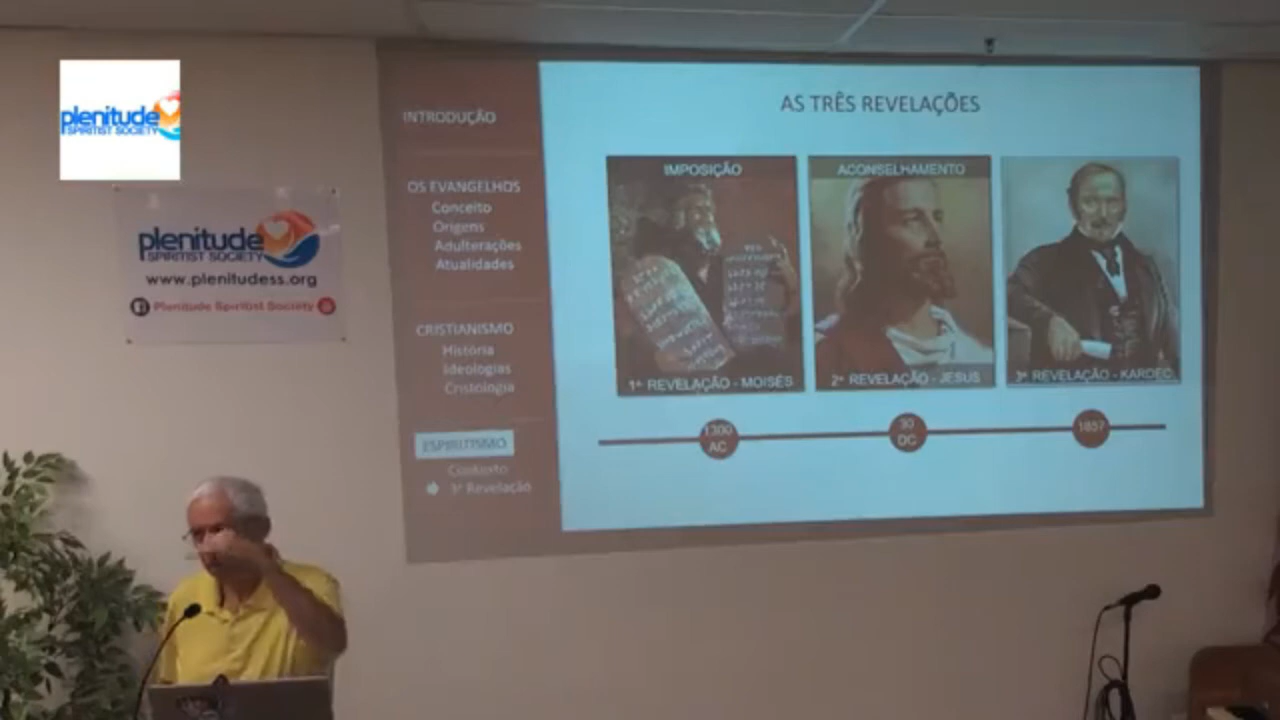 plenitude
SPIRITIST SOCIETY
plenitude
SPIRITIST SOCIETY
www.plenitudess.org
Plenitude Spiritist Society
INTRODUÇÃO
OS EVANGELHOS
Conceito
Origens
Adulterações
Atualidades
CRISTIANISMO
História
Ideologias
Cristologia
ESPIRITISMO
Contexto
3ª Revelação
AS TRÊS REVELAÇÕES
IMPOSIÇÃO
1ª REVELAÇÃO - MOISÉS
ACONSELHAMENTO
2ª REVELAÇÃO - JESUS
3ª REVELAÇÃO - KARDEC
1300
AC
30
DC
1857